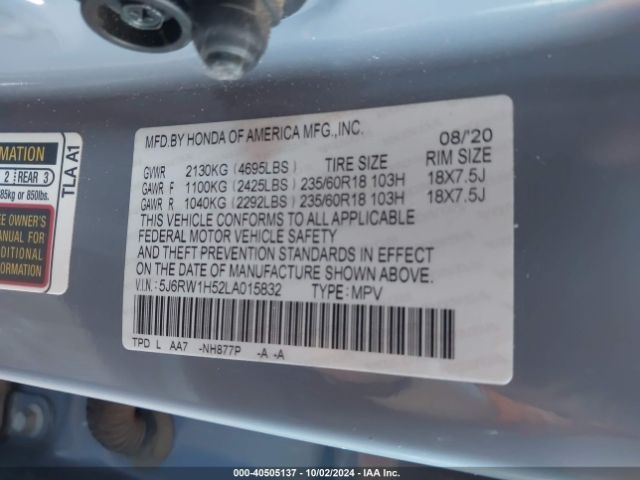 MFD.BY HONDA OF AMERICA MFG.,INC. 08/'20
GVWR 2130KG (4695LBS) TIRE SIZE RIM SIZE
GAWR F 1100KG (2425LBS) 235/60R18 103H 18X7.5J
GAWR R 1040KG (2292LBS) 235/60R18 103H 18X7.5J
THIS VEHICLE CONFORMS TO ALL APPLICABLE
FEDERAL MOTOR VEHICLE SAFETY
AND THEFT PREVENTION STANDARDS IN EFFECT
ON THE DATE OF MANUFACTURE SHOWN ABOVE.
V.I.N.: 5J6RW1H52LA015832 TYPE:MPV
TPD L AA7 -NH877P -A -A
MATION
2 REAR 3
385kg or 850lbs.
E OWNER'S
MANUAL FOR
DDITIONAL
FORMATION
TLA A1
000-40505137 - 10/02/2024 - IAA Inc.